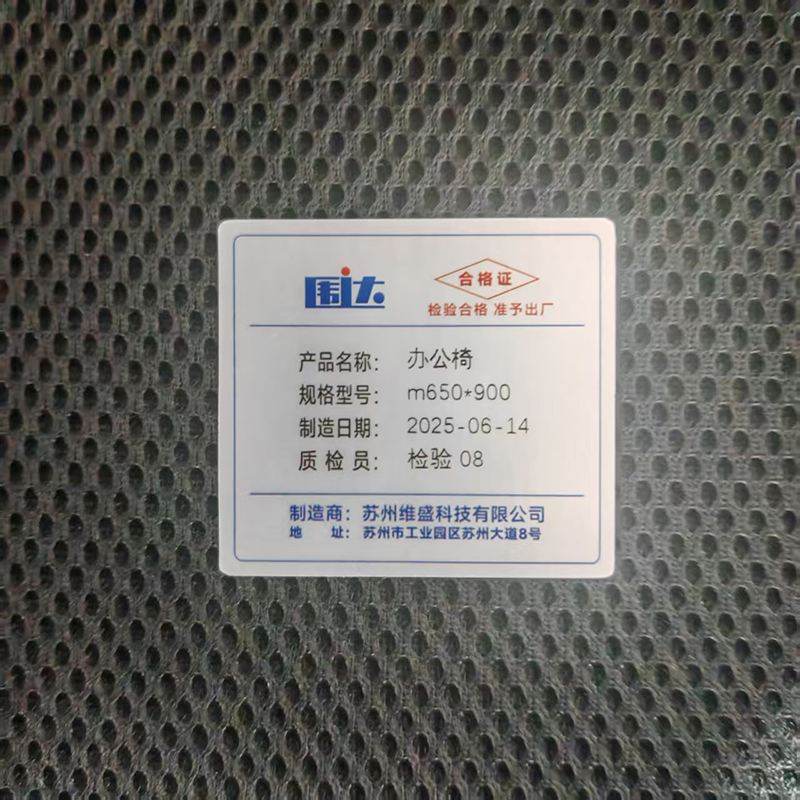 围达
合格证
检验合格 准予出厂
产品名称: 办公椅
规格型号: m650*900
制造日期: 2025-06-14
质检员: 检验 08
制造商: 苏州维盛科技有限公司
地址: 苏州市工业园区苏州大道8号